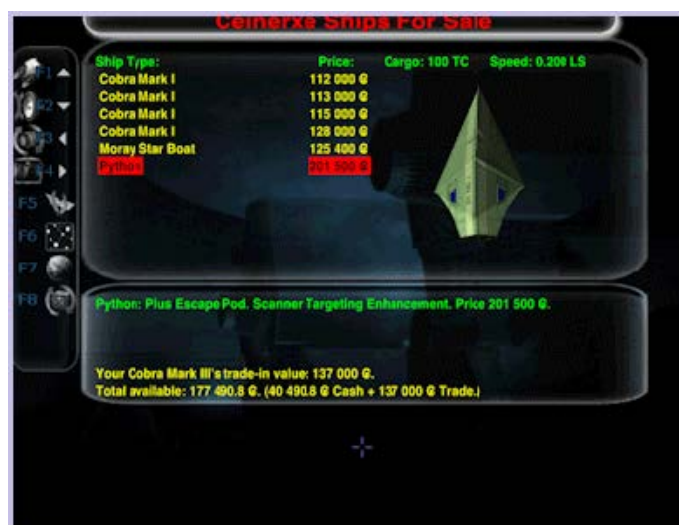 Ceinerxe Ships For Sale
Ship Type: Price: Cargo: 100 TC Speed: 0.200 LS
Cobra Mark I 112 000 ₢
Cobra Mark I 113 000 ₢
Cobra Mark I 115 000 ₢
Cobra Mark I 128 000 ₢
Moray Star Boat 125 400 ₢
Python 201 500 ₢
F1
F2
F3
F4
F5
F6
F7
F8
Python: Plus Escape Pod. Scanner Targeting Enhancement. Price 201 500 ₢.
Your Cobra Mark III's trade-in value: 137 000 ₢.
Total available: 177 490.8 ₢. (40 490.8 ₢ Cash + 137 000 ₢ Trade.)